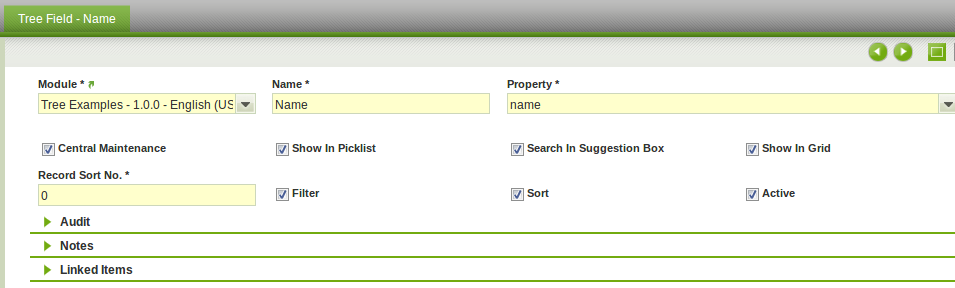 Tree Field - Name
Module * Name * Property *
Tree Examples - 1.0.0 - English (US Name name
Central Maintenance Show In Picklist Search In Suggestion Box Show In Grid
Record Sort No. *
0 Filter Sort Active
Audit
Notes
Linked Items